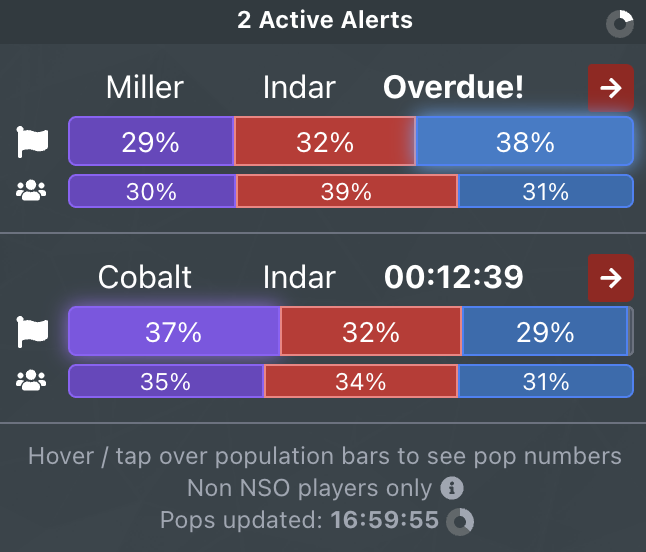 2 Active Alerts
Miller Indar Overdue!
29% 32% 38%
30% 39% 31%
Cobalt Indar 00:12:39
37% 32% 29%
35% 34% 31%
Hover / tap over population bars to see pop numbers
Non NSO players only
Pops updated: 16:59:55